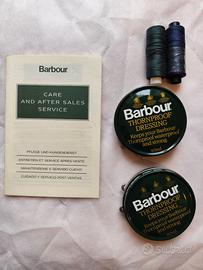 Barbour
CARE
AND AFTER SALES
SERVICE
PFLEGE UND KUNDENDIENST
ENTRETIEN ET SERVICE APRES-VENTE
MANUTENZIONE E SERVIZIO CLIENTI
CUIDADO Y SERVICIO POST-VENTA
Barbour
THORNPROOF
DRESSING
Keeps your Barbour
Thornproof waterproof
and strong
Barbour
THORNPROOF
DRESSING
Subito